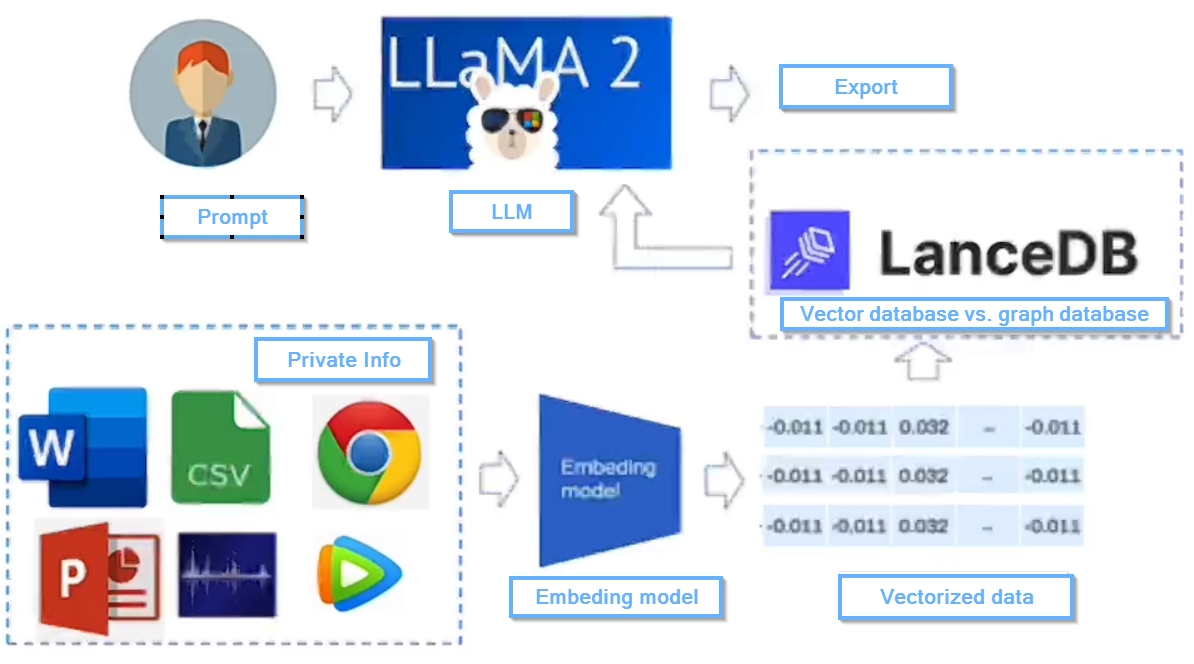 LLaMA 2
Export
Prompt
LLM
LanceDB
Vector database vs. graph database
Private Info
W
CSV
P
Embeding
model
Embeding model
-0.011 -0.011 0.032 – -0.011
-0.011 -0.011 0.032 – -0.011
-0.011 -0.011 0.032 – -0.011
Vectorized data